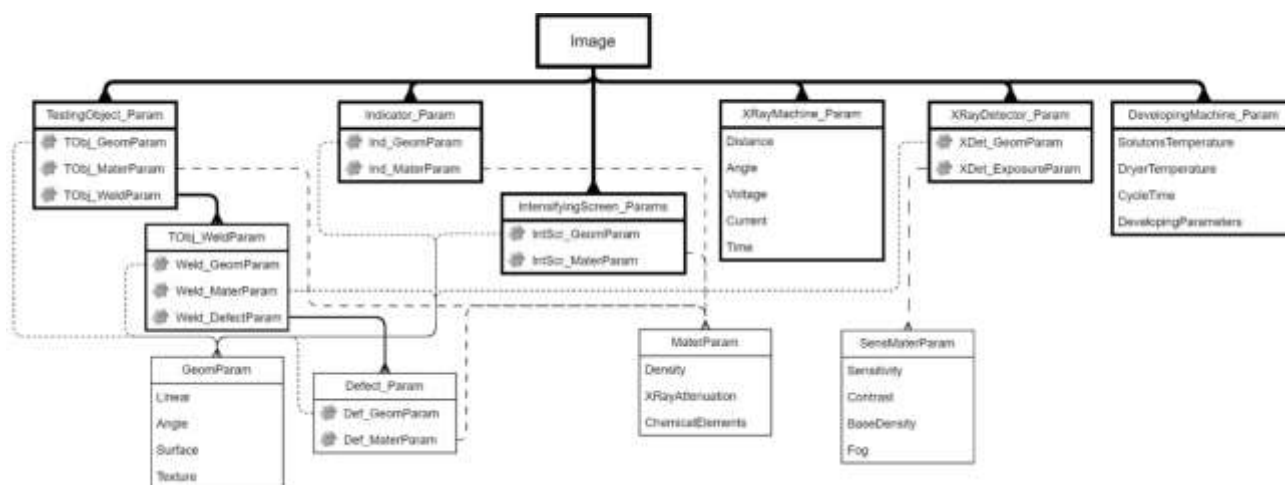 Image
TestingObject_Param
TObj_GeomParam
TObj_MaterParam
TObj_WeldParam
Indicator_Param
Ind_GeomParam
Ind_MaterParam
XRayMachine_Param
Distance
Angle
Voltage
Current
Time
XRayDetector_Param
XDet_GeomParam
XDet_ExposureParam
DevelopingMachine_Param
SolutonsTemperature
DryerTemperature
CycleTime
DevelopingParameters
IntensifyingScreen_Params
IntScr_GeomParam
IntScr_MaterParam
TObj_WeldParam
Weld_GeomParam
Weld_MaterParam
Weld_DefectParam
GeomParam
Linear
Angle
Surface
Texture
Defect_Param
Def_GeomParam
Def_MaterParam
MaterParam
Density
XRayAttenuation
ChemicalElements
SensMaterParam
Sensitivity
Contrast
BaseDensity
Fog